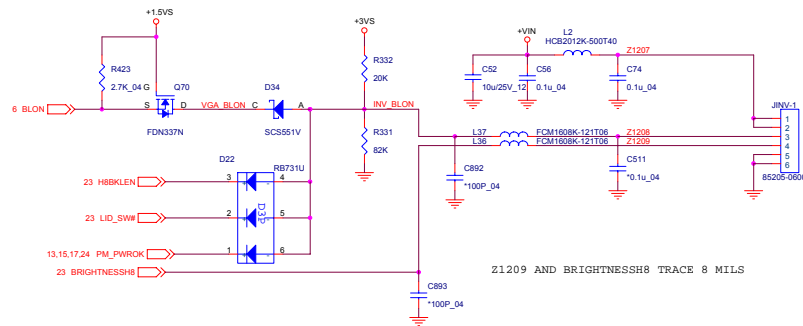 +1.5VS
+3VS
+VIN
L2
HCB2012K-500T40
Z1207
R423
2.7K_04
G
Q70
S
D
FDN337N
6 BLON
VGA_BLON
D34
C
A
SCS551V
R332
20K
INV_BLON
R331
82K
C52
10u/25V_12
C56
0.1u_04
C74
0.1u_04
JINV-1
1
2
3
4
5
6
85205-0600
L37
FCM1608K-121T06
Z1208
L36
FCM1608K-121T06
Z1209
C892
*100P_04
C511
*0.1u_04
D22
RB731U
3
4
2
5
1
6
D3P
23 H8BKLEN
23 LID_SW#
13,15,17,24 PM_PWROK
23 BRIGHTNESSH8
C893
*100P_04
Z1209 AND BRIGHTNESSH8 TRACE 8 MILS